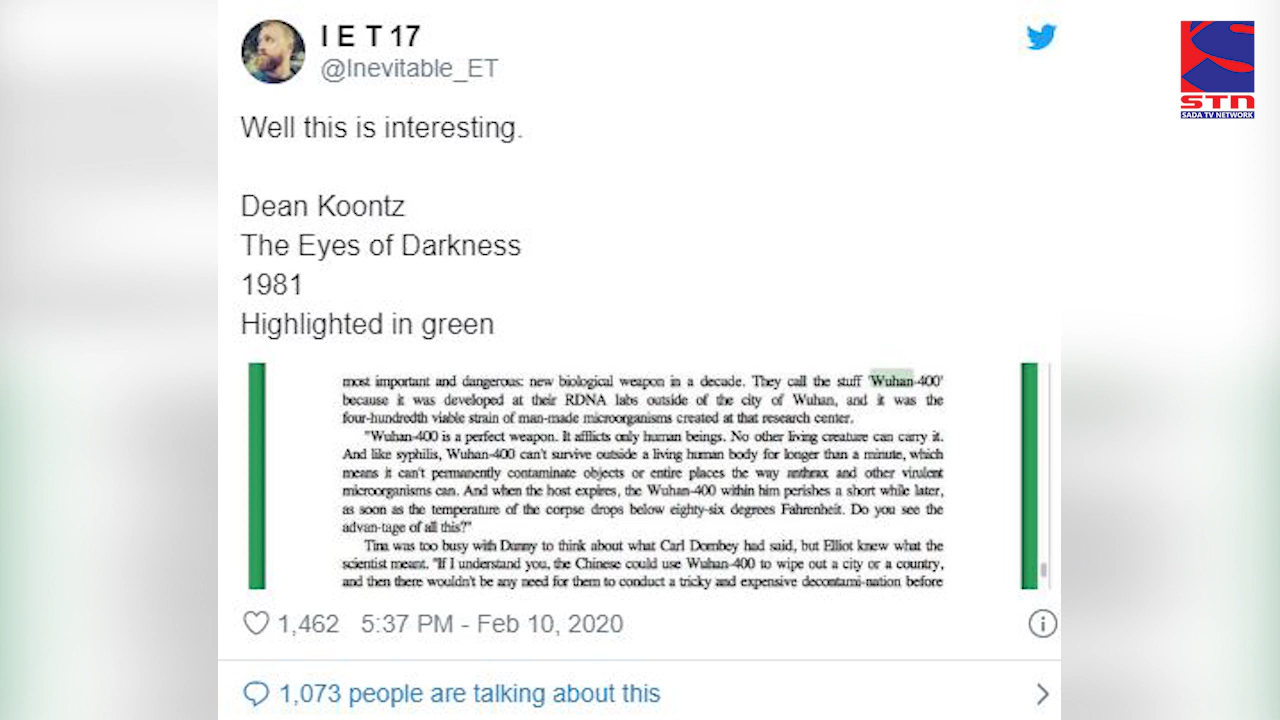 I E T 17
@Inevitable_ET
STN
SADA TV NETWORK
Well this is interesting.
Dean Koontz
The Eyes of Darkness
1981
Highlighted in green
most important and dangerous: new biological weapon in a decade. They call the stuff 'Wuhan-400'
because it was developed at their RDNA labs outside of the city of Wuhan, and it was the
four-hundredth viable strain of man-made microorganisms created at that research center.
"Wuhan-400 is a perfect weapon. It afflicts only human beings. No other living creature can carry it.
And like syphilis, Wuhan-400 can't survive outside a living human body for longer than a minute, which
means it can't permanently contaminate objects or entire places the way anthrax and other virulent
microorganisms can. And when the host expires, the Wuhan-400 within him perishes a short while later,
as soon as the temperature of the corpse drops below eighty-six degrees Fahrenheit. Do you see the
advan-tage of all this?"
Tina was too busy with Danny to think about what Carl Dombey had said, but Elliot knew what the
scientist meant. "If I understand you, the Chinese could use Wuhan-400 to wipe out a city or a country,
and then there wouldn't be any need for them to conduct a tricky and expensive decontami-nation before
1,462 5:37 PM - Feb 10, 2020
1,073 people are talking about this